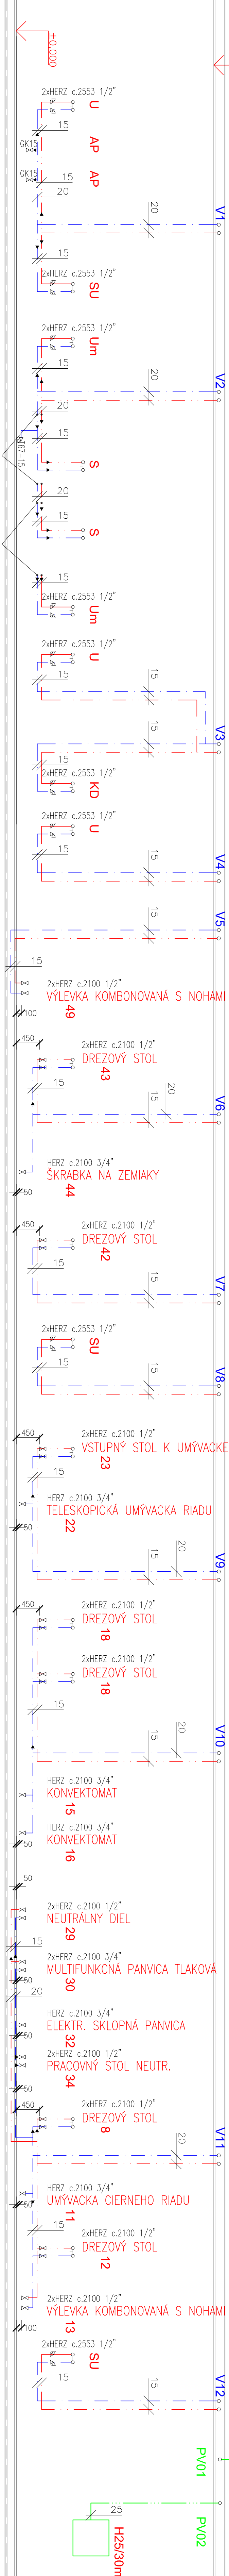 ±0.000
2xHERZ c.2553 1/2"
U
15
AP
GK15
AP
GK15
15
20
20
V1
15
2xHERZ c.2553 1/2"
SU
2xHERZ c.2553 1/2"
Um
15
20
V2
20
15
T67-15
S
20
15
S
15
2xHERZ c.2553 1/2"
Um
2xHERZ c.2553 1/2"
U
15
15
15
V3
15
2xHERZ c.2553 1/2"
KD
2xHERZ c.2553 1/2"
U
15
15
V4
15
V5
15
2xHERZ c.2100 1/2"
VÝLEVKA KOMBONOVANÁ S NOHAMI
49
100
450
2xHERZ c.2100 1/2"
DREZOVÝ STOL
43
15
20
15
V6
HERZ c.2100 3/4"
ŠKRABKA NA ZEMIAKY
44
50
450
2xHERZ c.2100 1/2"
DREZOVÝ STOL
42
15
15
V7
2xHERZ c.2553 1/2"
SU
15
15
V8
450
2xHERZ c.2100 1/2"
VSTUPNÝ STOL K UMÝVACKE
23
15
HERZ c.2100 3/4"
TELESKOPICKÁ UMÝVACKA RIADU
22
50
20
15
V9
450
2xHERZ c.2100 1/2"
DREZOVÝ STOL
18
2xHERZ c.2100 1/2"
DREZOVÝ STOL
18
15
20
15
V10
HERZ c.2100 3/4"
KONVEKTOMAT
15
HERZ c.2100 3/4"
KONVEKTOMAT
16
50
50
2xHERZ c.2100 1/2"
NEUTRÁLNY DIEL
29
15
2xHERZ c.2100 3/4"
MULTIFUNKCNÁ PANVICA TLAKOVÁ
30
50
20
HERZ c.2100 3/4"
ELEKTR. SKLOPNÁ PANVICA
32
50
2xHERZ c.2100 1/2"
PRACOVNÝ STOL NEUTR.
34
50
450
2xHERZ c.2100 1/2"
DREZOVÝ STOL
8
20
V11
HERZ c.2100 3/4"
UMÝVACKA CIERNEHO RIADU
11
50
15
2xHERZ c.2100 1/2"
DREZOVÝ STOL
12
2xHERZ c.2100 1/2"
VÝLEVKA KOMBONOVANÁ S NOHAMI
13
100
2xHERZ c.2553 1/2"
SU
15
15
V12
PV01
PV02
25
H25/30m